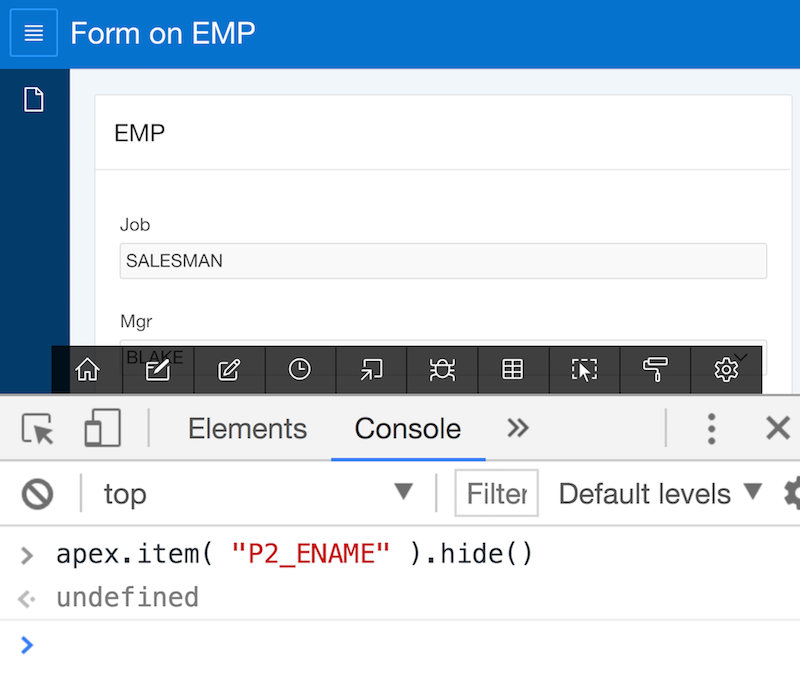 Form on EMP
EMP
Job
SALESMAN
Mgr
BLAKE
Elements Console
top Filter Default levels
apex.item( "P2_ENAME" ).hide()
undefined